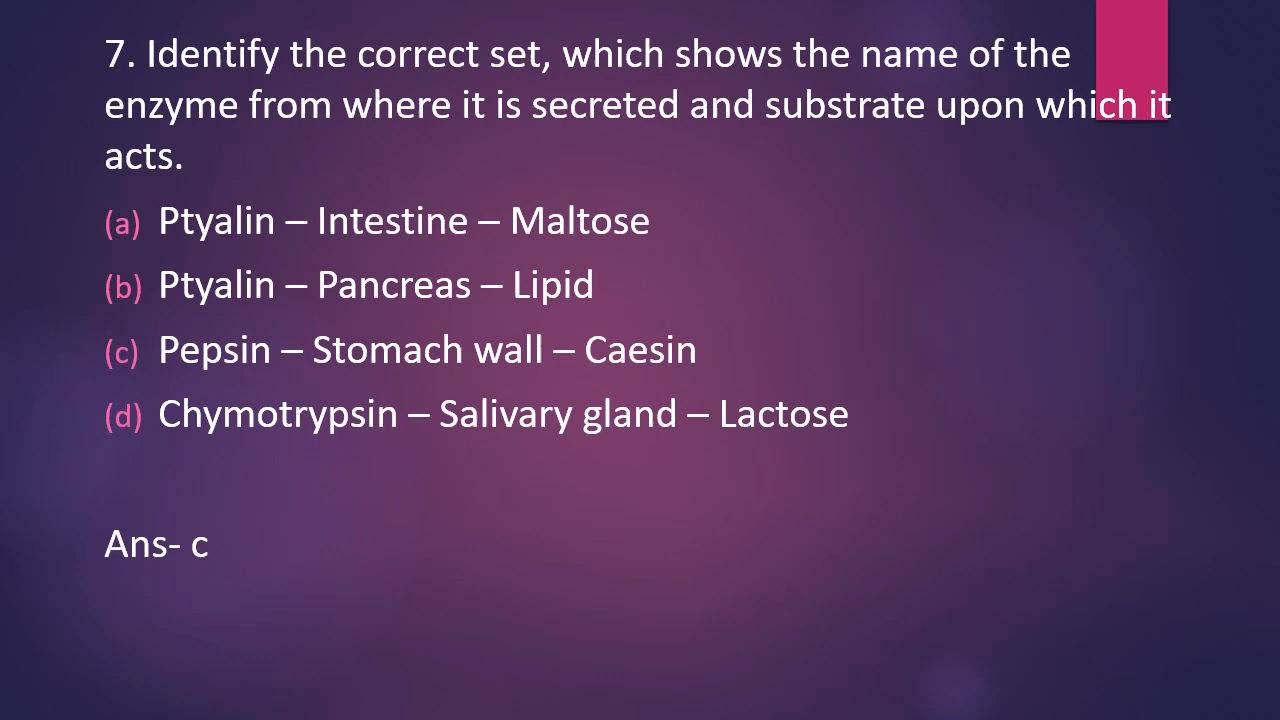 7. Identify the correct set, which shows the name of the
enzyme from where it is secreted and substrate upon which it
acts.
(a) Ptyalin – Intestine – Maltose
(b) Ptyalin – Pancreas – Lipid
(c) Pepsin – Stomach wall – Caesin
(d) Chymotrypsin – Salivary gland – Lactose
Ans- c